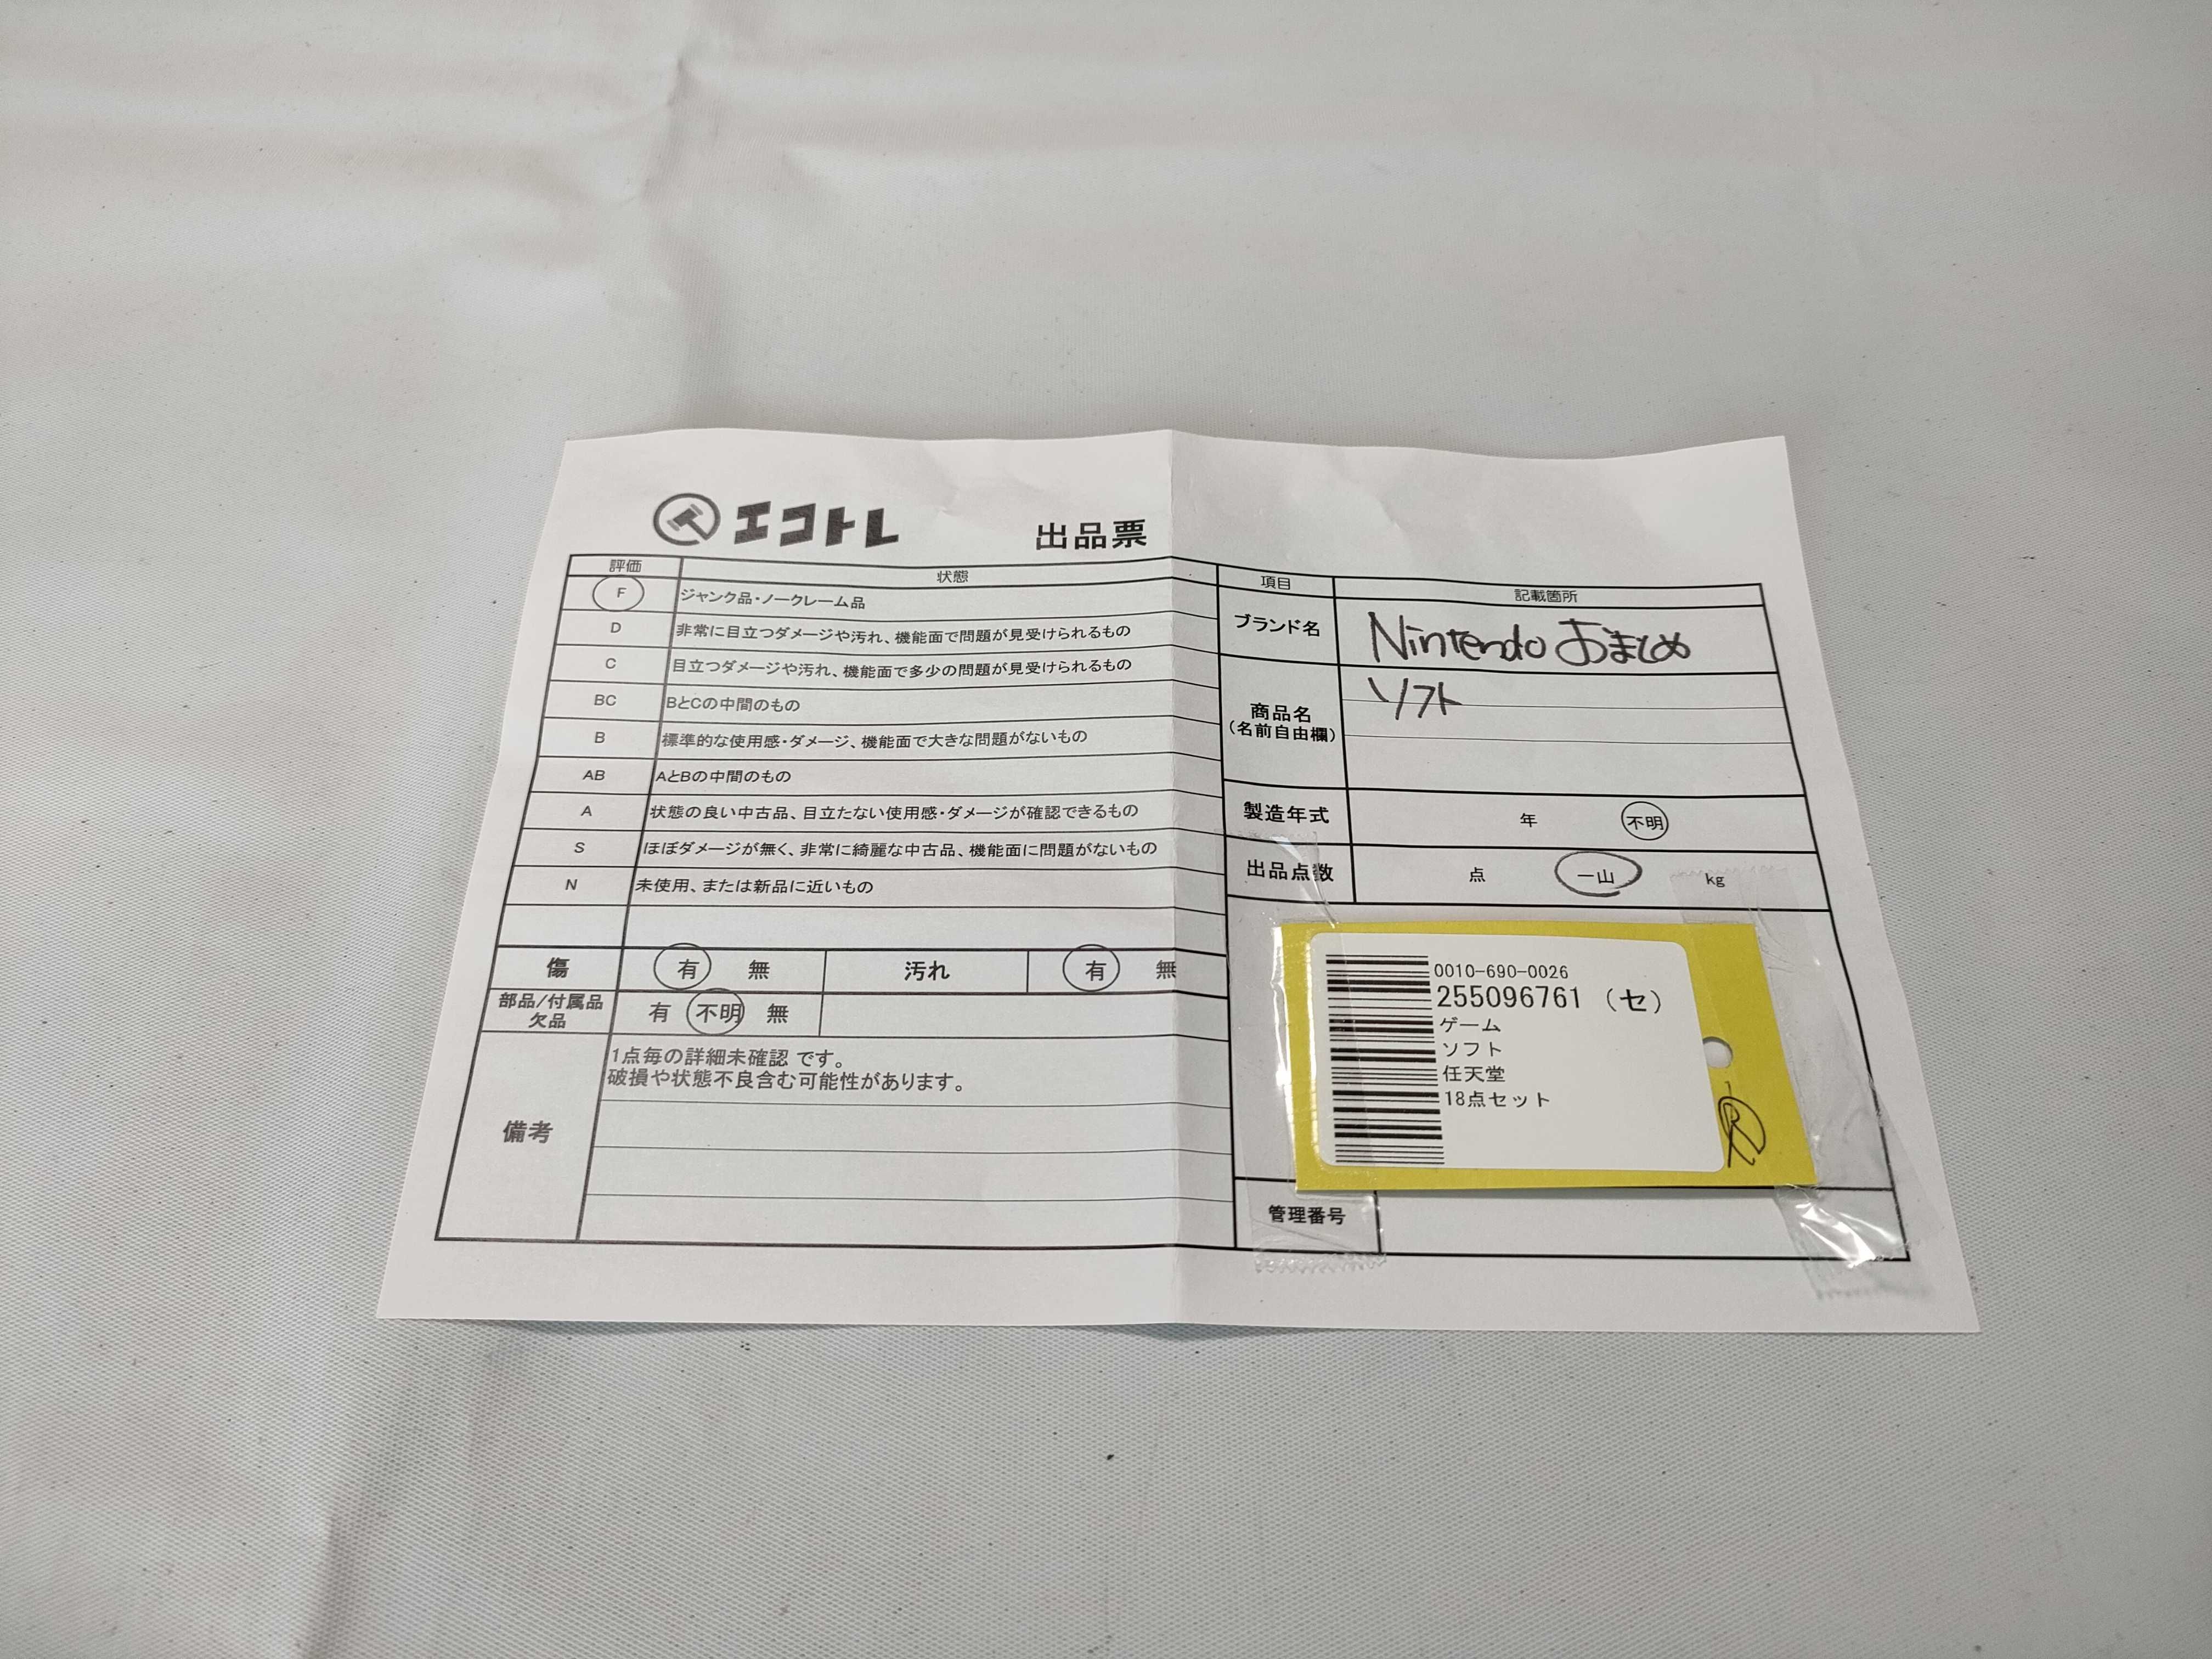 エコトレ 出品票
評価 状態
F ジャンク品・ノークレーム品
D 非常に目立つダメージや汚れ、機能面で問題が見受けられるもの
C 目立つダメージや汚れ、機能面で多少の問題が見受けられるもの
BC BとCの中間のもの
B 標準的な使用感・ダメージ、機能面で大きな問題がないもの
AB AとBの中間のもの
A 状態の良い中古品、目立たない使用感・ダメージが確認できるもの
S ほぼダメージが無く、非常に綺麗な中古品、機能面に問題がないもの
N 未使用、または新品に近いもの
傷 有 無 汚れ 有 無
部品/付属品
欠品 有 不明 無
備考
1点毎の詳細未確認 です。
破損や状態不良含む可能性があります。
項目 記載箇所
ブランド名 Nintendo おまとめ
商品名
(名前自由欄)
ソフト
製造年式 年 不明
出品点数 点 一山 kg
0010-690-0026
255096761 (セ)
ゲーム
ソフト
任天堂
18点セット
管理番号